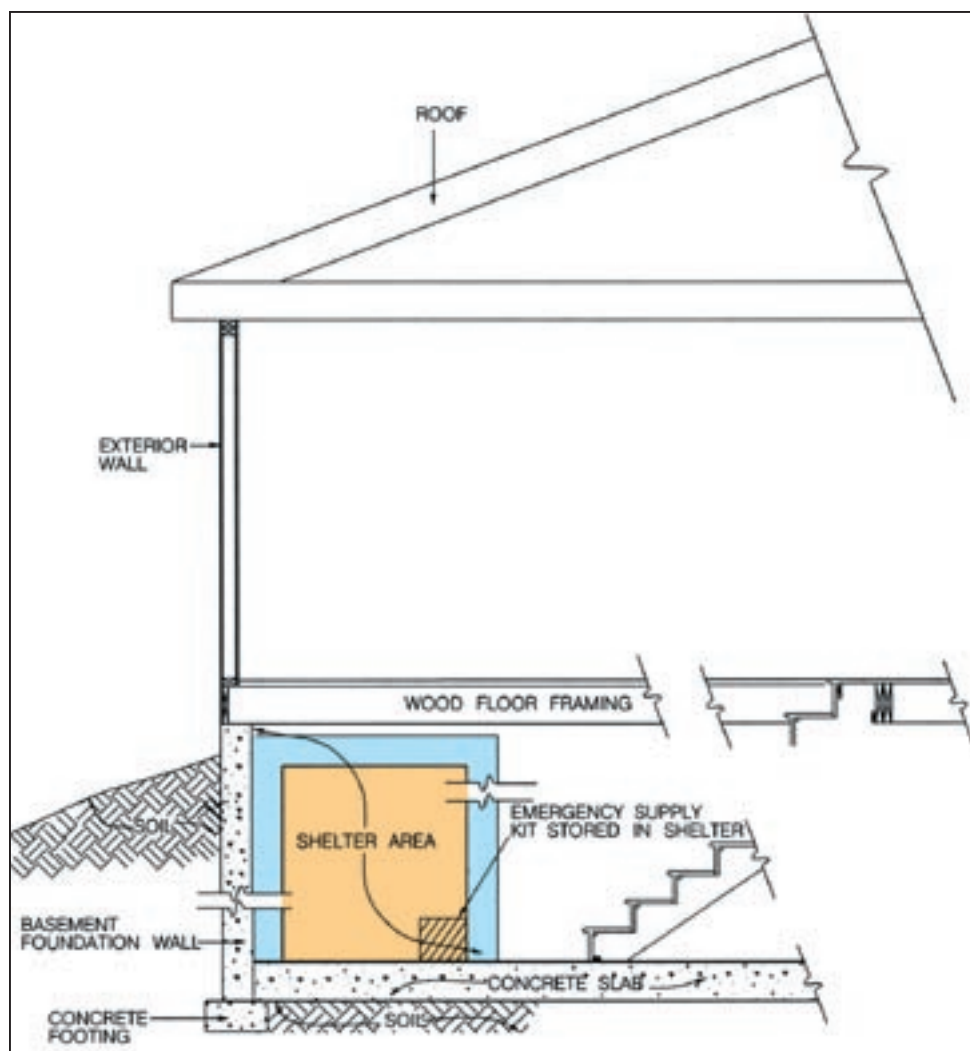 ROOF
EXTERIOR
WALL
WOOD FLOOR FRAMING
SOIL
SHELTER AREA
EMERGENCY SUPPLY
KIT STORED IN SHELTER
BASEMENT
FOUNDATION WALL
CONCRETE SLAB
CONCRETE
FOOTING
SOIL